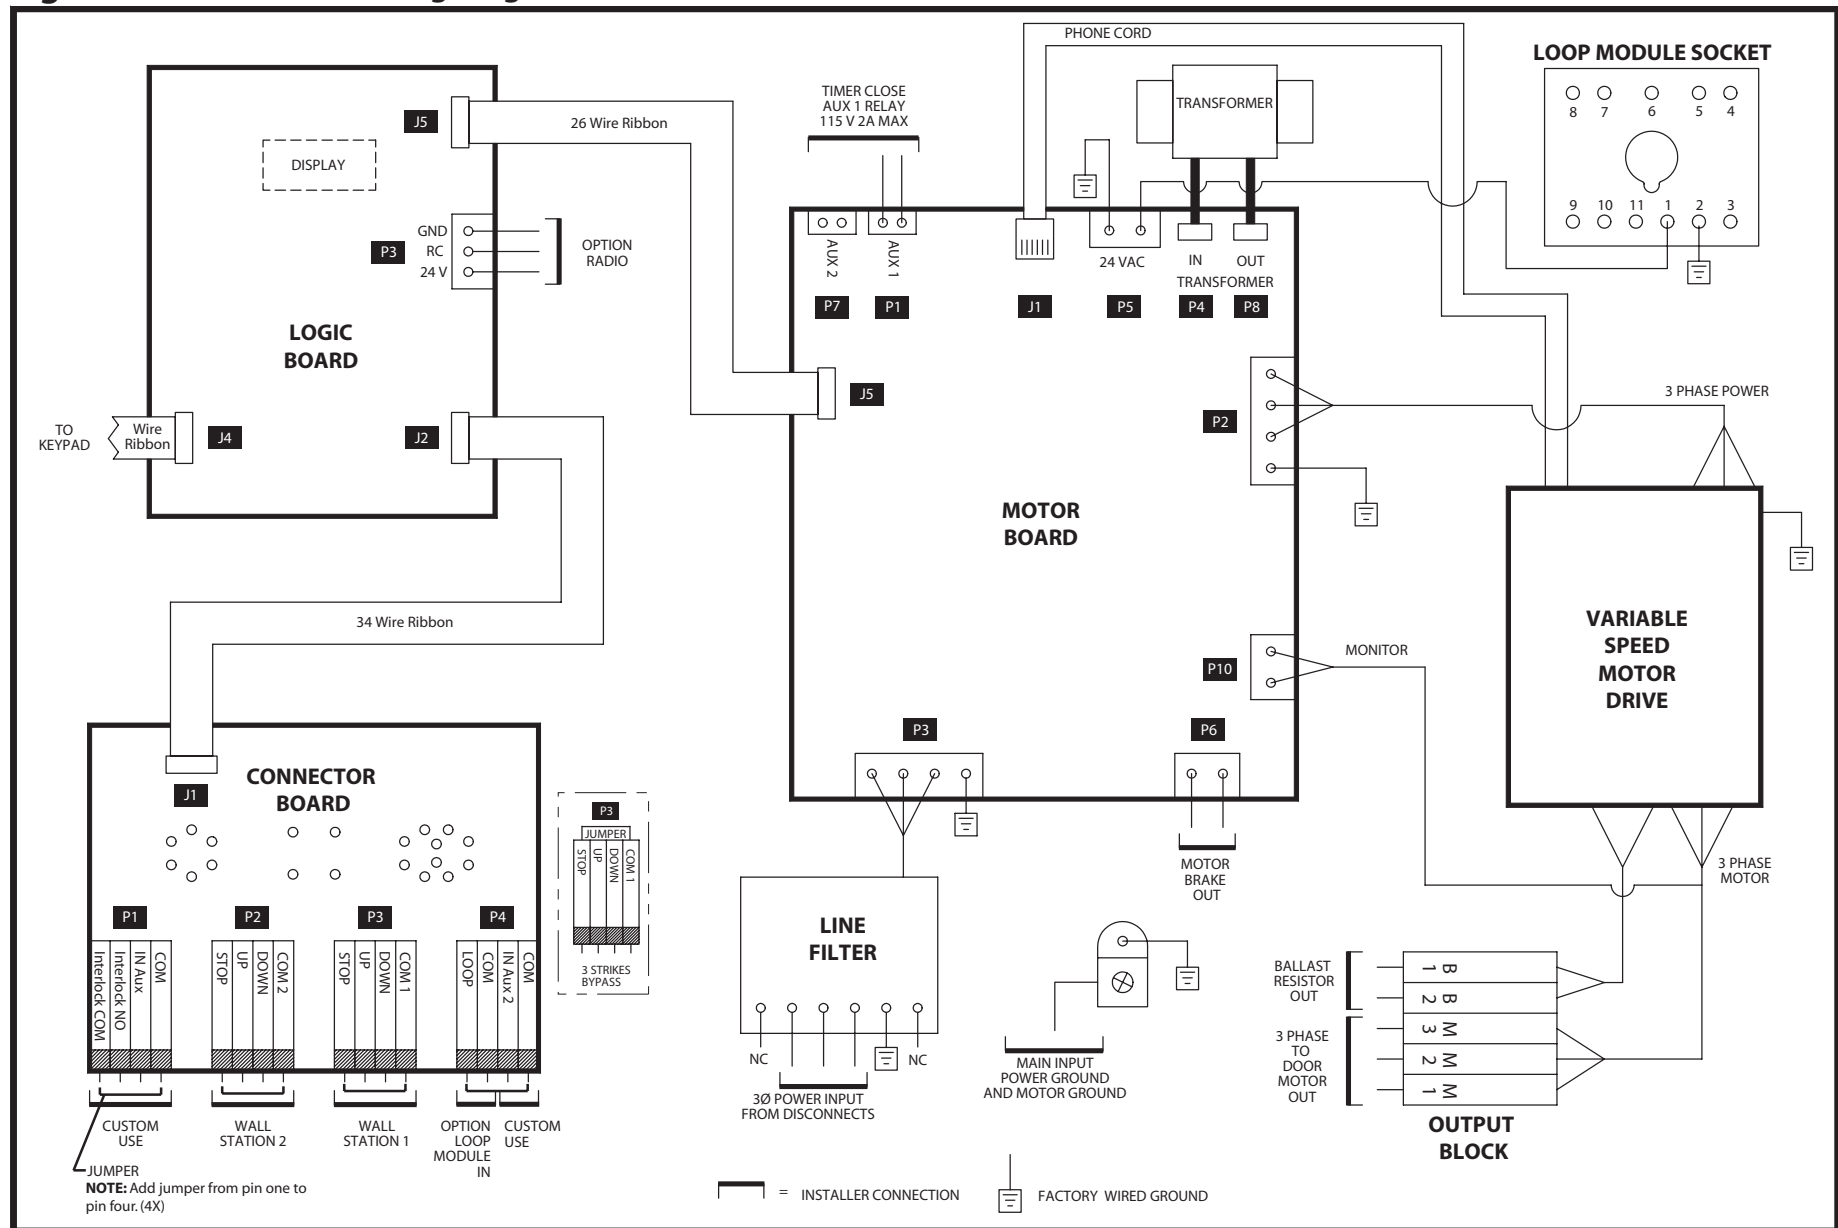 PHONE CORD
LOOP MODULE SOCKET
8 7 6 5 4
9 10 11 1 2 3
TRANSFORMER
TIMER CLOSE
AUX 1 RELAY
115 V 2A MAX
J5
26 Wire Ribbon
DISPLAY
GND
RC
24 V
P3
OPTION
RADIO
LOGIC
BOARD
TO
KEYPAD
Wire
Ribbon
J4
J2
34 Wire Ribbon
AUX 2
AUX 1
24 VAC
IN
OUT
TRANSFORMER
P7
P1
J1
P5
P4
P8
J5
P2
3 PHASE POWER
MOTOR
BOARD
P10
MONITOR
P3
P6
MOTOR
BRAKE
OUT
VARIABLE
SPEED
MOTOR
DRIVE
3 PHASE
MOTOR
CONNECTOR
BOARD
J1
P1
P2
P3
P4
Interlock COM
Interlock NO
IN Aux
COM
STOP
UP
DOWN
COM 2
STOP
UP
DOWN
COM 1
LOOP
COM
IN Aux 2
COM
P3
JUMPER
STOP
UP
DOWN
COM 1
3 STRIKES
BYPASS
CUSTOM
USE
WALL
STATION 2
WALL
STATION 1
OPTION
LOOP
MODULE
IN
CUSTOM
USE
JUMPER
NOTE: Add jumper from pin one to
pin four. (4X)
LINE
FILTER
NC
NC
3Ø POWER INPUT
FROM DISCONNECTS
MAIN INPUT
POWER GROUND
AND MOTOR GROUND
BALLAST
RESISTOR
OUT
3 PHASE
TO
DOOR
MOTOR
OUT
1 B
2 B
3 M
2 M
1 M
OUTPUT
BLOCK
= INSTALLER CONNECTION
FACTORY WIRED GROUND